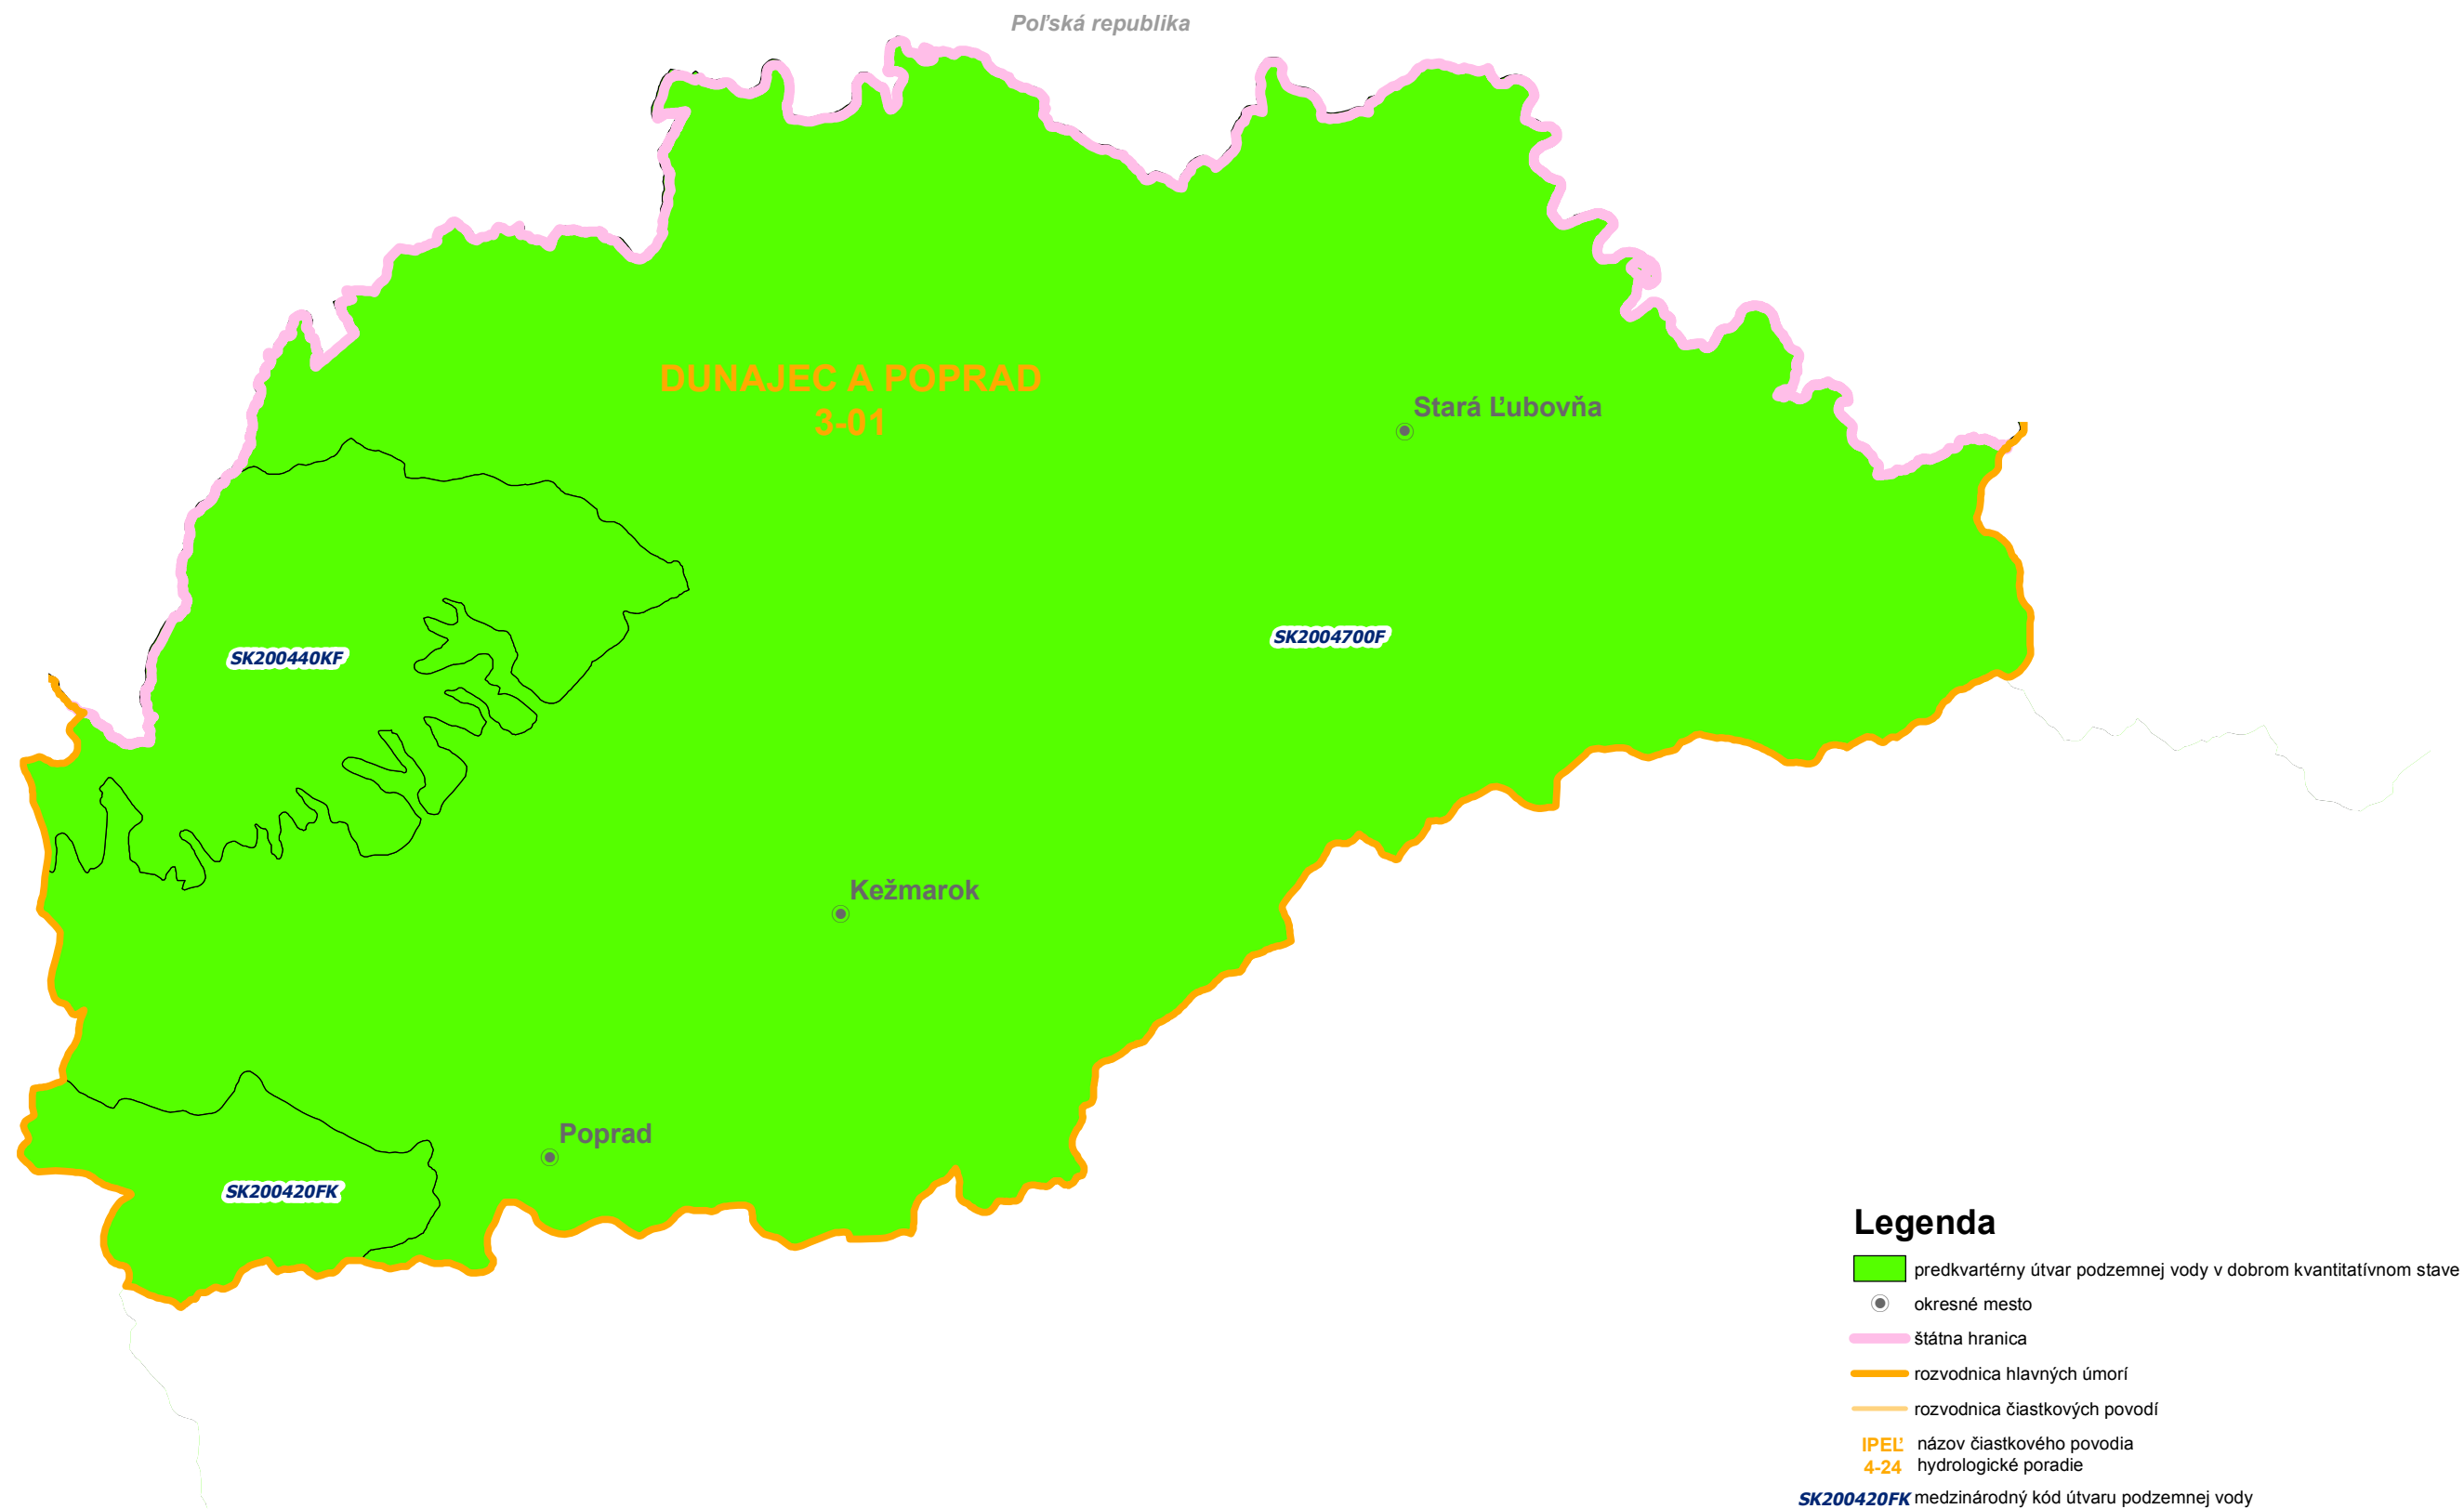 Poľská republika
DUNAJEC A POPRAD
3-01
Stará Ľubovňa
SK2004700F
SK200440KF
Kežmarok
Poprad
SK200420FK
Legenda
predkvartérny útvar podzemnej vody v dobrom kvantitatívnom stave
okresné mesto
štátna hranica
rozvodnica hlavných úmorí
rozvodnica čiastkových povodí
IPEĽ názov čiastkového povodia
4-24 hydrologické poradie
SK200420FK medzinárodný kód útvaru podzemnej vody